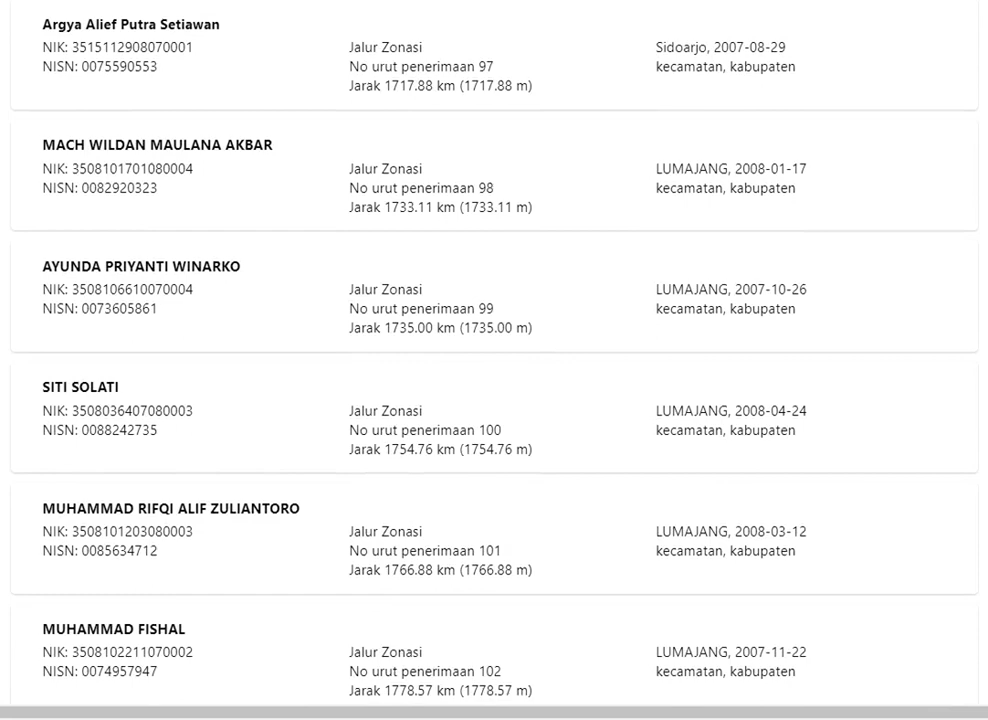 Argya Alief Putra Setiawan
NIK: 3515112908070001 Jalur Zonasi Sidoarjo, 2007-08-29
NISN: 0075590553 No urut penerimaan 97 kecamatan, kabupaten
Jarak 1717.88 km (1717.88 m)
MACH WILDAN MAULANA AKBAR
NIK: 3508101701080004 Jalur Zonasi LUMAJANG, 2008-01-17
NISN: 0082920323 No urut penerimaan 98 kecamatan, kabupaten
Jarak 1733.11 km (1733.11 m)
AYUNDA PRIYANTI WINARKO
NIK: 3508106610070004 Jalur Zonasi LUMAJANG, 2007-10-26
NISN: 0073605861 No urut penerimaan 99 kecamatan, kabupaten
Jarak 1735.00 km (1735.00 m)
SITI SOLATI
NIK: 3508036407080003 Jalur Zonasi LUMAJANG, 2008-04-24
NISN: 0088242735 No urut penerimaan 100 kecamatan, kabupaten
Jarak 1754.76 km (1754.76 m)
MUHAMMAD RIFQI ALIF ZULIANTORO
NIK: 3508101203080003 Jalur Zonasi LUMAJANG, 2008-03-12
NISN: 0085634712 No urut penerimaan 101 kecamatan, kabupaten
Jarak 1766.88 km (1766.88 m)
MUHAMMAD FISHAL
NIK: 3508102211070002 Jalur Zonasi LUMAJANG, 2007-11-22
NISN: 0074957947 No urut penerimaan 102 kecamatan, kabupaten
Jarak 1778.57 km (1778.57 m)